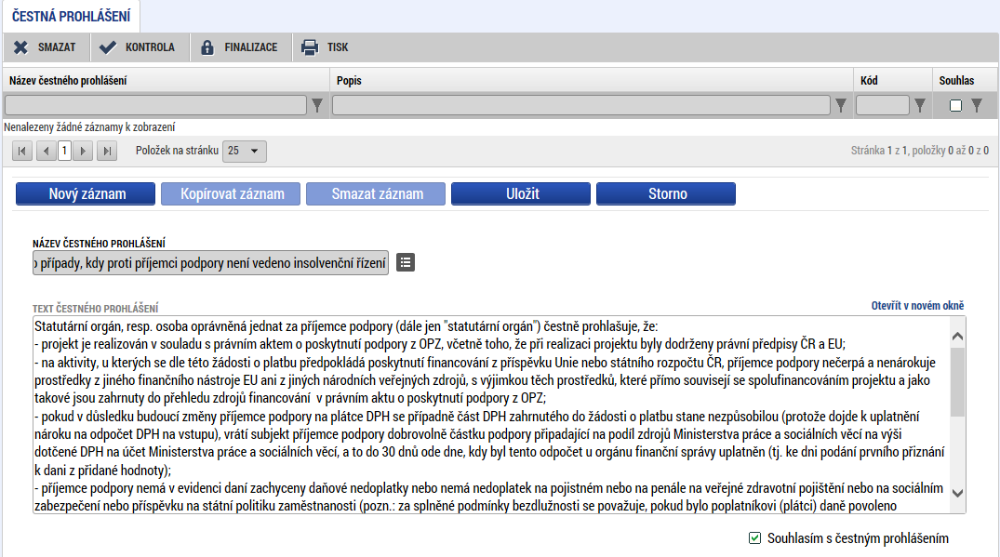 ČESTNÁ PROHLÁŠENÍ
SMAZAT KONTROLA FINALIZACE TISK
Název čestného prohlášení Popis Kód Souhlas
Nenalezeny žádné záznamy k zobrazení
1 Položek na stránku 25 Stránka 1 z 1, položky 0 až 0 z 0
Nový záznam Kopírovat záznam Smazat záznam Uložit Storno
NÁZEV ČESTNÉHO PROHLÁŠENÍ
případy, kdy proti příjemci podpory není vedeno insolvenční řízení
TEXT ČESTNÉHO PROHLÁŠENÍ Otevřít v novém okně
Statutární orgán, resp. osoba oprávněná jednat za příjemce podpory (dále jen "statutární orgán") čestně prohlašuje, že:
- projekt je realizován v souladu s právním aktem o poskytnutí podpory z OPZ, včetně toho, že při realizaci projektu byly dodrženy právní předpisy ČR a EU;
- na aktivity, u kterých se dle této žádosti o platbu předpokládá poskytnutí financování z příspěvku Unie nebo státního rozpočtu ČR, příjemce podpory nečerpá a nenárokuje
prostředky z jiného finančního nástroje EU ani z jiných národních veřejných zdrojů, s výjimkou těch prostředků, které přímo souvisejí se spolufinancováním projektu a jako
takové jsou zahrnuty do přehledu zdrojů financování v právním aktu o poskytnutí podpory z OPZ;
- pokud v důsledku budoucí změny příjemce podpory na plátce DPH se případně část DPH zahrnutého do žádosti o platbu stane nezpůsobilou (protože dojde k uplatnění
nároku na odpočet DPH na vstupu), vrátí subjekt příjemce podpory dobrovolně částku podpory připadající na podíl zdrojů Ministerstva práce a sociálních věcí na výši
dotčené DPH na účet Ministerstva práce a sociálních věcí, a to do 30 dnů ode dne, kdy byl tento odpočet u orgánu finanční správy uplatněn (tj. ke dni podání prvního přiznání
k dani z přidané hodnoty);
- příjemce podpory nemá v evidenci daní zachyceny daňové nedoplatky nebo nemá nedoplatek na pojistném nebo na penále na veřejné zdravotní pojištění nebo na sociálním
zabezpečení nebo příspěvku na státní politiku zaměstnanosti (pozn.: za splněné podmínky bezdlužnosti se považuje, pokud bylo poplatníkovi (plátci) daně povoleno
Souhlasím s čestným prohlášením